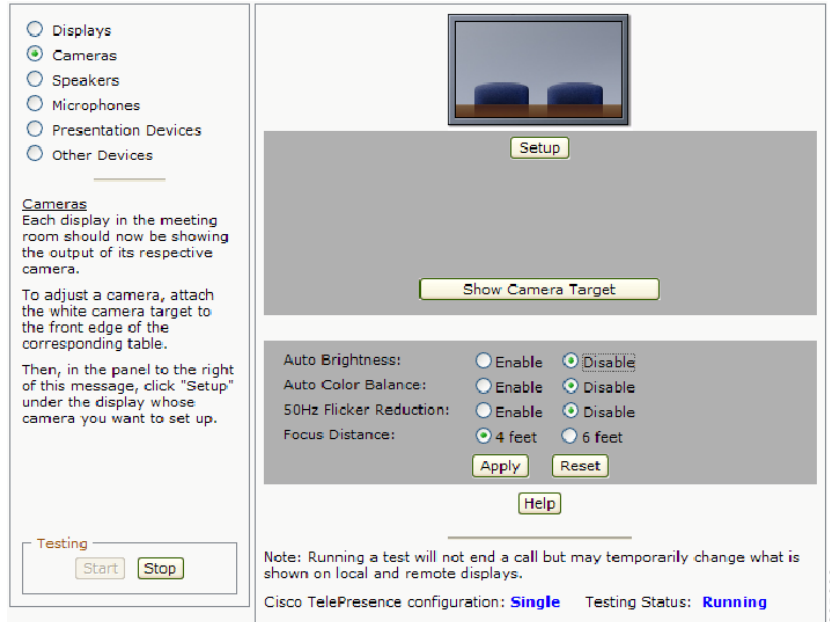 Displays
Cameras
Speakers
Microphones
Presentation Devices
Other Devices
Cameras
Each display in the meeting
room should now be showing
the output of its respective
camera.
To adjust a camera, attach
the white camera target to
the front edge of the
corresponding table.
Then, in the panel to the right
of this message, click "Setup"
under the display whose
camera you want to set up.
Testing
Start Stop
Setup
Show Camera Target
Auto Brightness: Enable Disable
Auto Color Balance: Enable Disable
50Hz Flicker Reduction: Enable Disable
Focus Distance: 4 feet 6 feet
Apply Reset
Help
Note: Running a test will not end a call but may temporarily change what is
shown on local and remote displays.
Cisco TelePresence configuration: Single Testing Status: Running